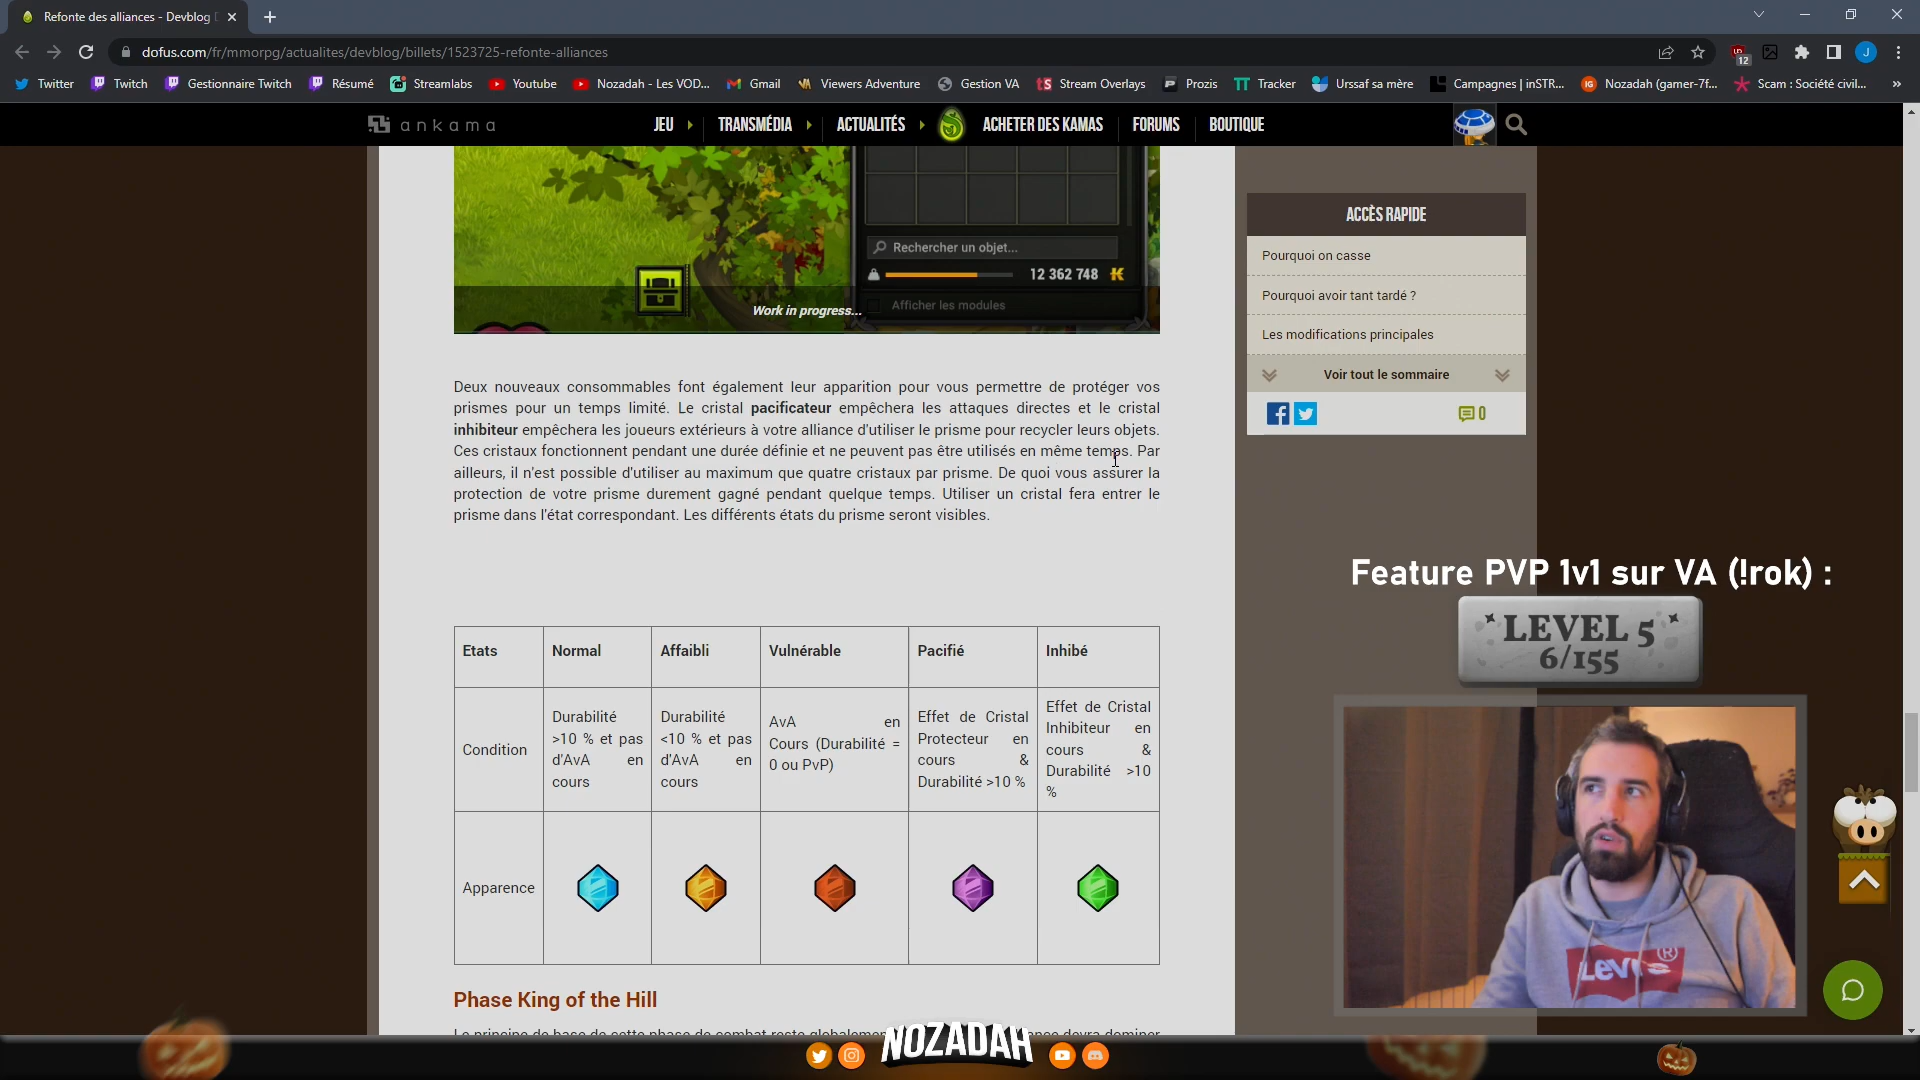 Refonte des alliances - Devblog
dofus.com/fr/mmorpg/actualites/devblog/billets/1523725-refonte-alliances
12
J
Twitter
Twitch
Gestionnaire Twitch
Résumé
Streamlabs
Youtube
Nozadah - Les VOD...
Gmail
Viewers Adventure
Gestion VA
Stream Overlays
Prozis
Tracker
Urssaf sa mère
Campagnes | inSTR...
Nozadah (gamer-7f...
Scam : Société civil...
»
ankama
JEU
TRANSMÉDIA
ACTUALITÉS
ACHETER DES KAMAS
FORUMS
BOUTIQUE
Rechercher un objet...
12 362 748
Work in progress...
Afficher les modules
Deux nouveaux consommables font également leur apparition pour vous permettre de protéger vos
prismes pour un temps limité. Le cristal pacificateur empêchera les attaques directes et le cristal
inhibiteur empêchera les joueurs extérieurs à votre alliance d'utiliser le prisme pour recycler leurs objets.
Ces cristaux fonctionnent pendant une durée définie et ne peuvent pas être utilisés en même temps. Par
ailleurs, il n'est possible d'utiliser au maximum que quatre cristaux par prisme. De quoi vous assurer la
protection de votre prisme durement gagné pendant quelque temps. Utiliser un cristal fera entrer le
prisme dans l'état correspondant. Les différents états du prisme seront visibles.
Etats
Normal
Affaibli
Vulnérable
Pacifié
Inhibé
Condition
Durabilité
>10 % et pas
d'AvA en
cours
Durabilité
<10 % et pas
d'AvA en
cours
AvA en
Cours (Durabilité =
0 ou PvP)
Effet de Cristal
Protecteur en
cours &
Durabilité >10 %
Effet de Cristal
Inhibiteur en
cours &
Durabilité >10
%
Apparence
Phase King of the Hill
ACCÈS RAPIDE
Pourquoi on casse
Pourquoi avoir tant tardé ?
Les modifications principales
Voir tout le sommaire
0
Feature PVP 1v1 sur VA (!rok) :
LEVEL 5
6/155
Levi's
NOZADAH